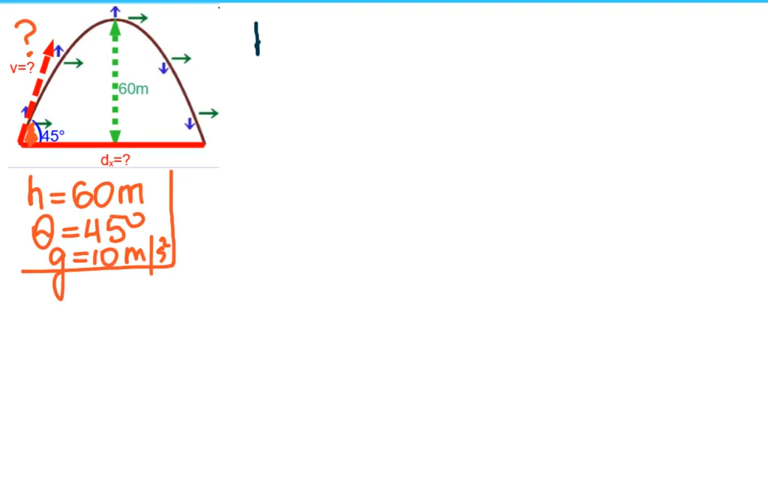 ?
v=?
60m
45°
dₓ=?
h=60m
θ=45°
g=10m/s²